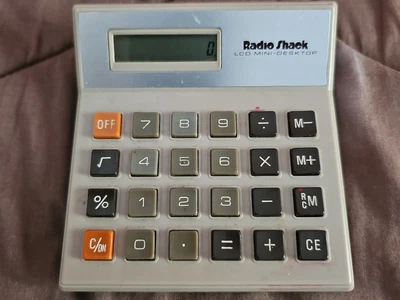 0
Radio Shack
LCD MINI-DESKTOP
OFF 7 8 9 ÷ M−
√ 4 5 6 × M+
% 1 2 3 − RCM
C/ON 0 · = + CE